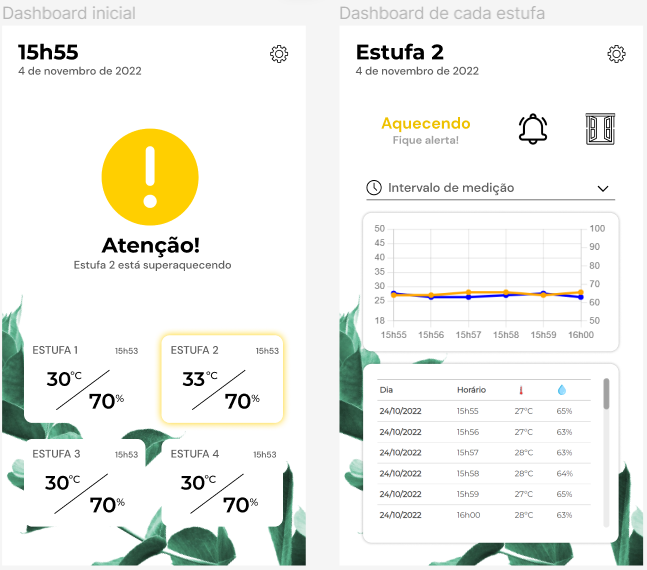 Dashboard inicial
15h55
4 de novembro de 2022
Atenção!
Estufa 2 está superaquecendo
ESTUFA 1 15h53
30°C
70%
ESTUFA 2 15h53
33°C
70%
ESTUFA 3 15h53
30°C
70%
ESTUFA 4 15h53
30°C
70%
Dashboard de cada estufa
Estufa 2
4 de novembro de 2022
Aquecendo
Fique alerta!
Intervalo de medição
50 100
45 90
40 80
35 70
30
25 60
18 50
15h55 15h56 15h57 15h58 15h59 16h00
Dia Horário
24/10/2022 15h55 27°C 65%
24/10/2022 15h56 27°C 63%
24/10/2022 15h57 28°C 63%
24/10/2022 15h58 28°C 64%
24/10/2022 15h59 27°C 65%
24/10/2022 16h00 28°C 63%